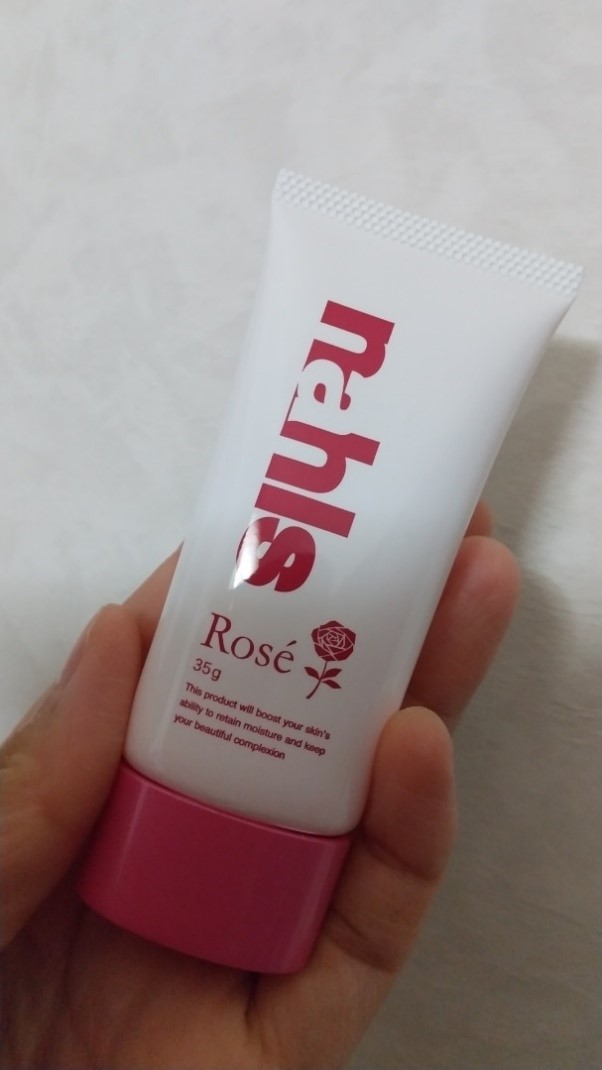 nahls
Rosé
35g
This product will boost your skin's
ability to retain moisture and keep
your beautiful complexion